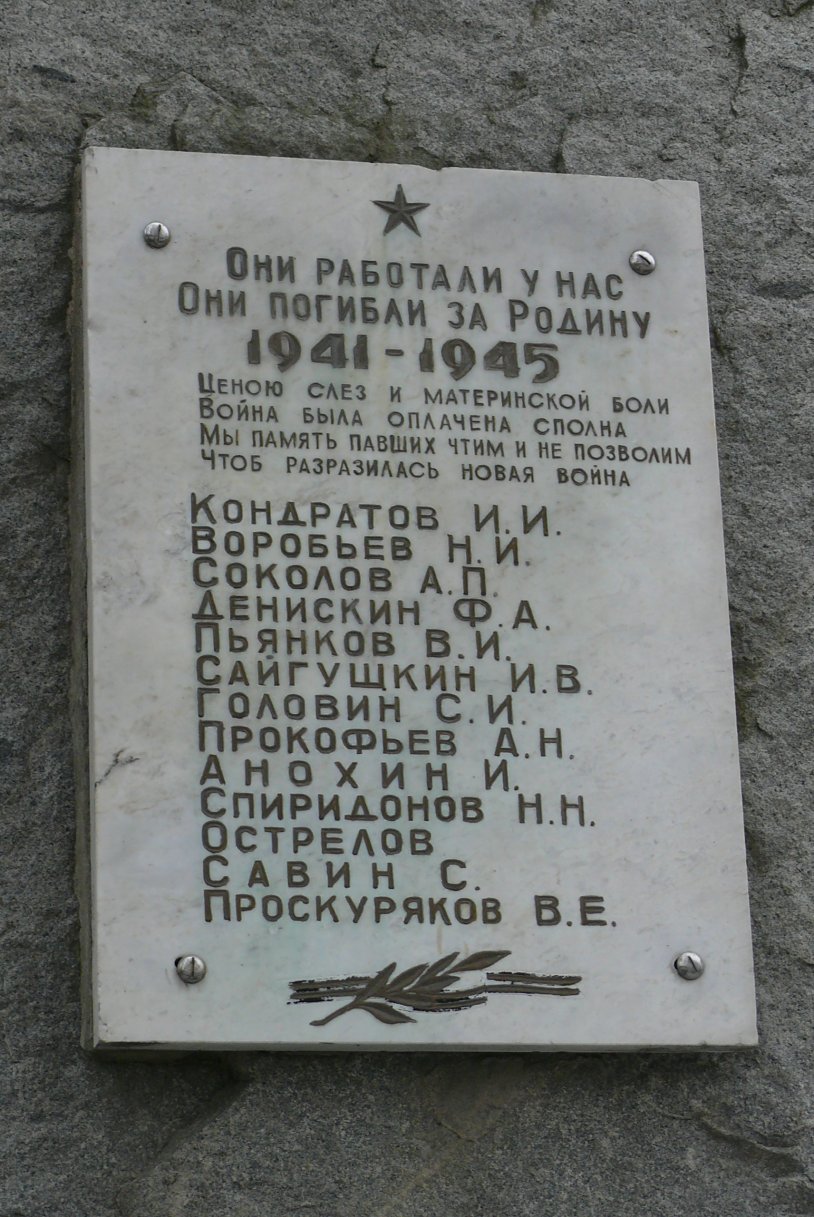 Они работали у нас
Они погибли за Родину
1941-1945
Ценою слез и материнской боли
Война была оплачена сполна
Мы память павших чтим и не позволим
Чтоб разразилась новая война
Кондратов И.И.
Воробьев Н.И.
Соколов А.П.
Денискин Ф.А.
Пьянков В.И.
Сайгушкин И.В.
Головин С.И.
Прокофьев А.Н.
Анохин И.
Спиридонов Н.Н.
Острелов
Савин С.
Проскуряков В.Е.